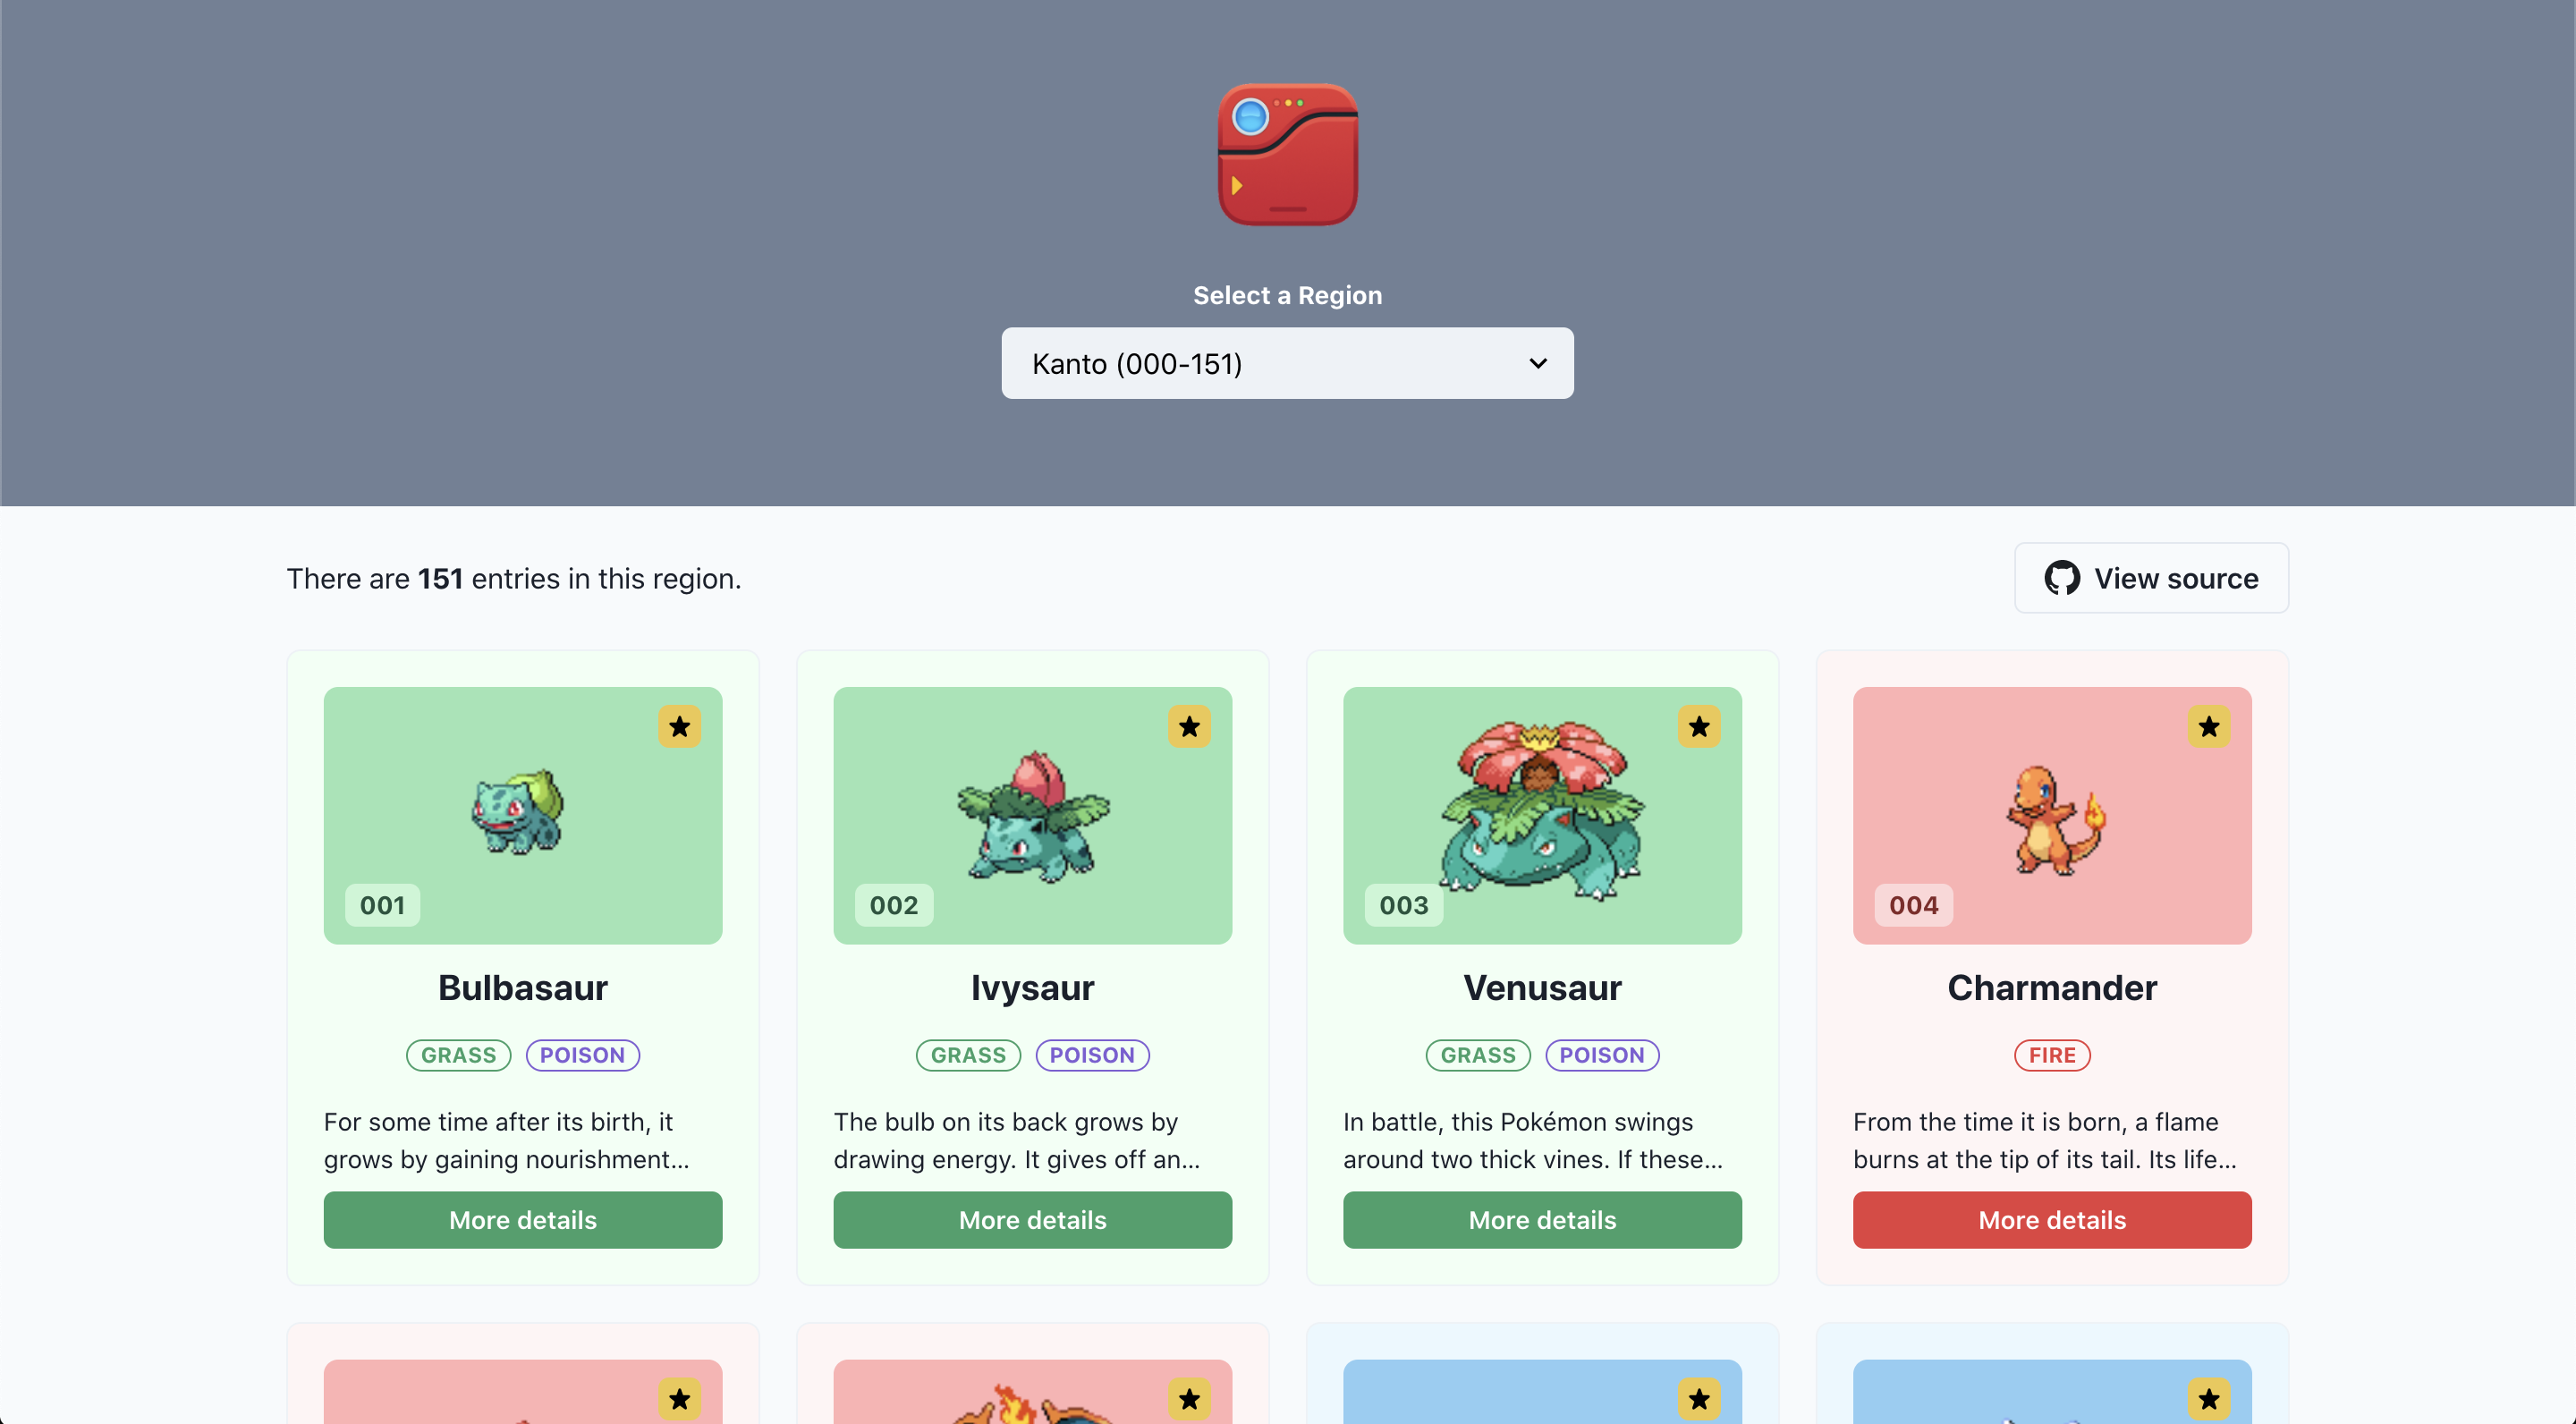 Select a Region
Kanto (000-151)
There are 151 entries in this region.
View source
001
Bulbasaur
GRASS POISON
For some time after its birth, it
grows by gaining nourishment...
More details
002
Ivysaur
GRASS POISON
The bulb on its back grows by
drawing energy. It gives off an...
More details
003
Venusaur
GRASS POISON
In battle, this Pokémon swings
around two thick vines. If these...
More details
004
Charmander
FIRE
From the time it is born, a flame
burns at the tip of its tail. Its life...
More details